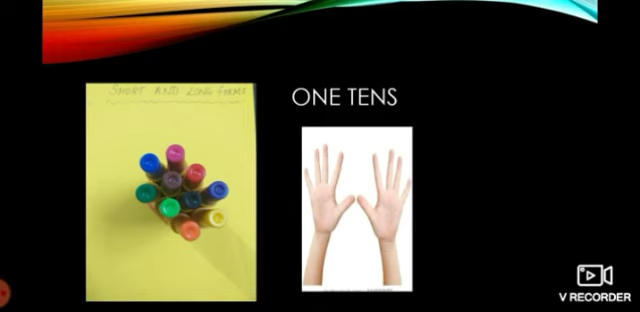 SHORT AND LONG FORMS
ONE TENS
V RECORDER